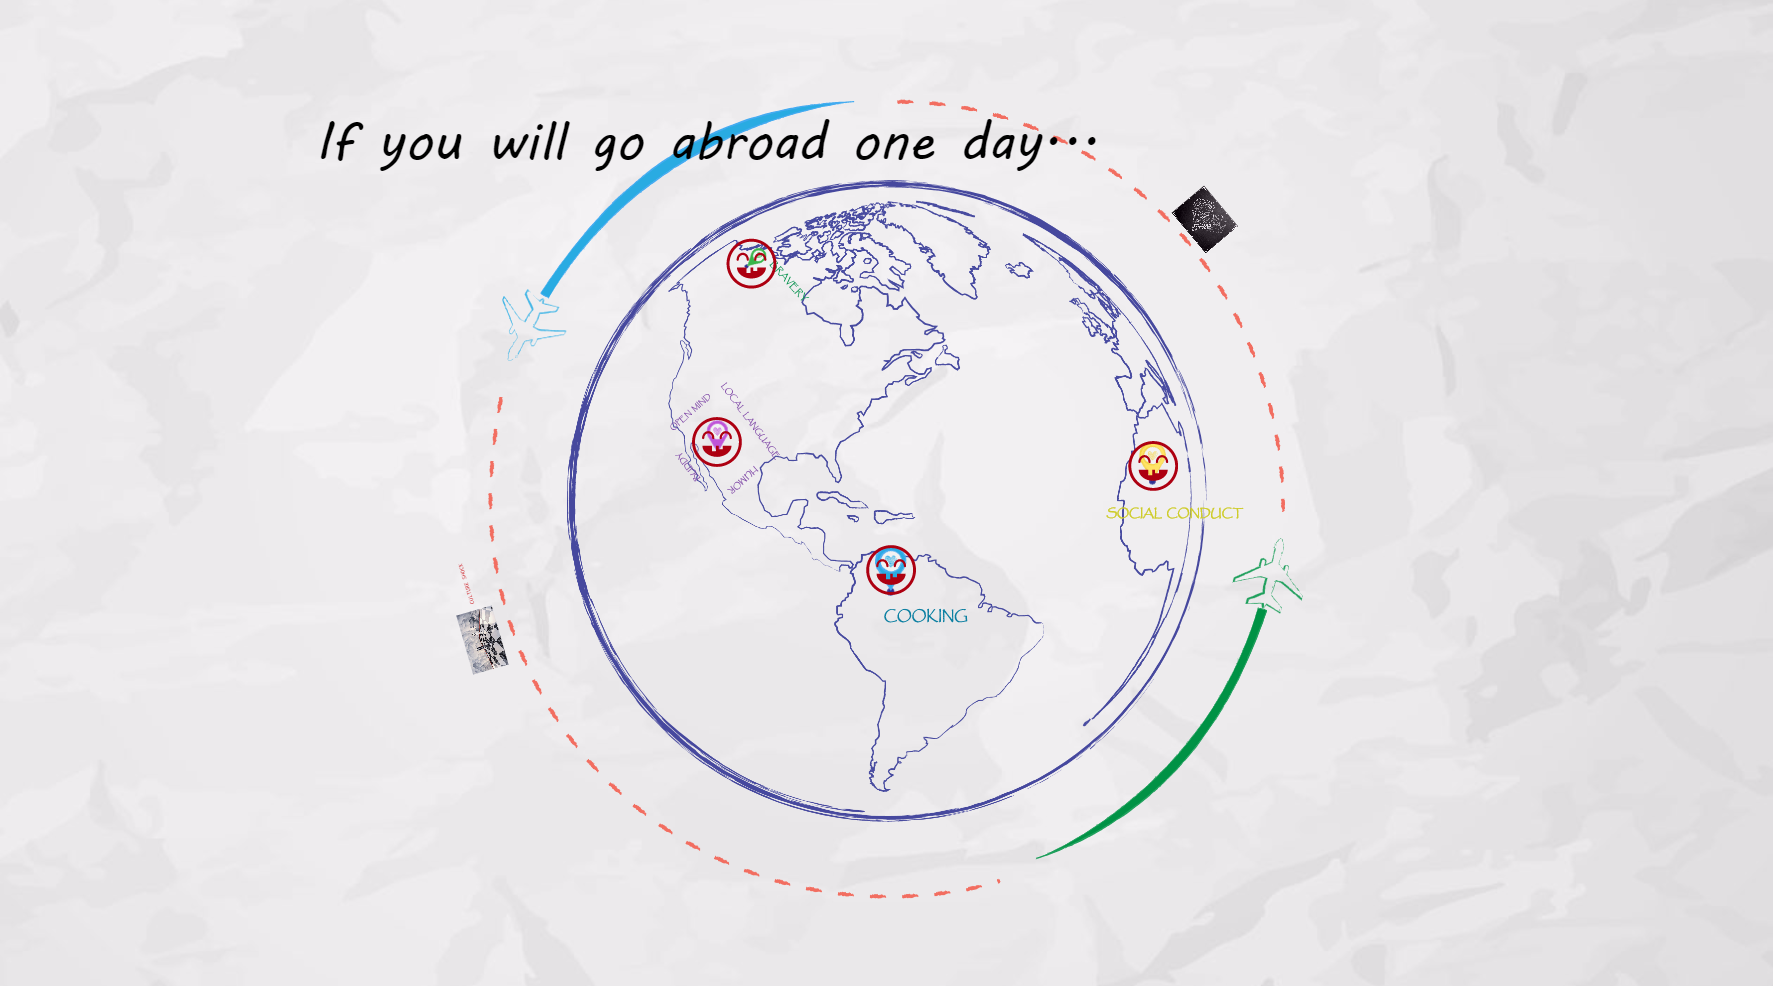 If you will go abroad one day...
BRAVERY
OPEN MIND
LOCAL LANGUAGE
HUMOR
SOCIAL CONDUCT
COOKING